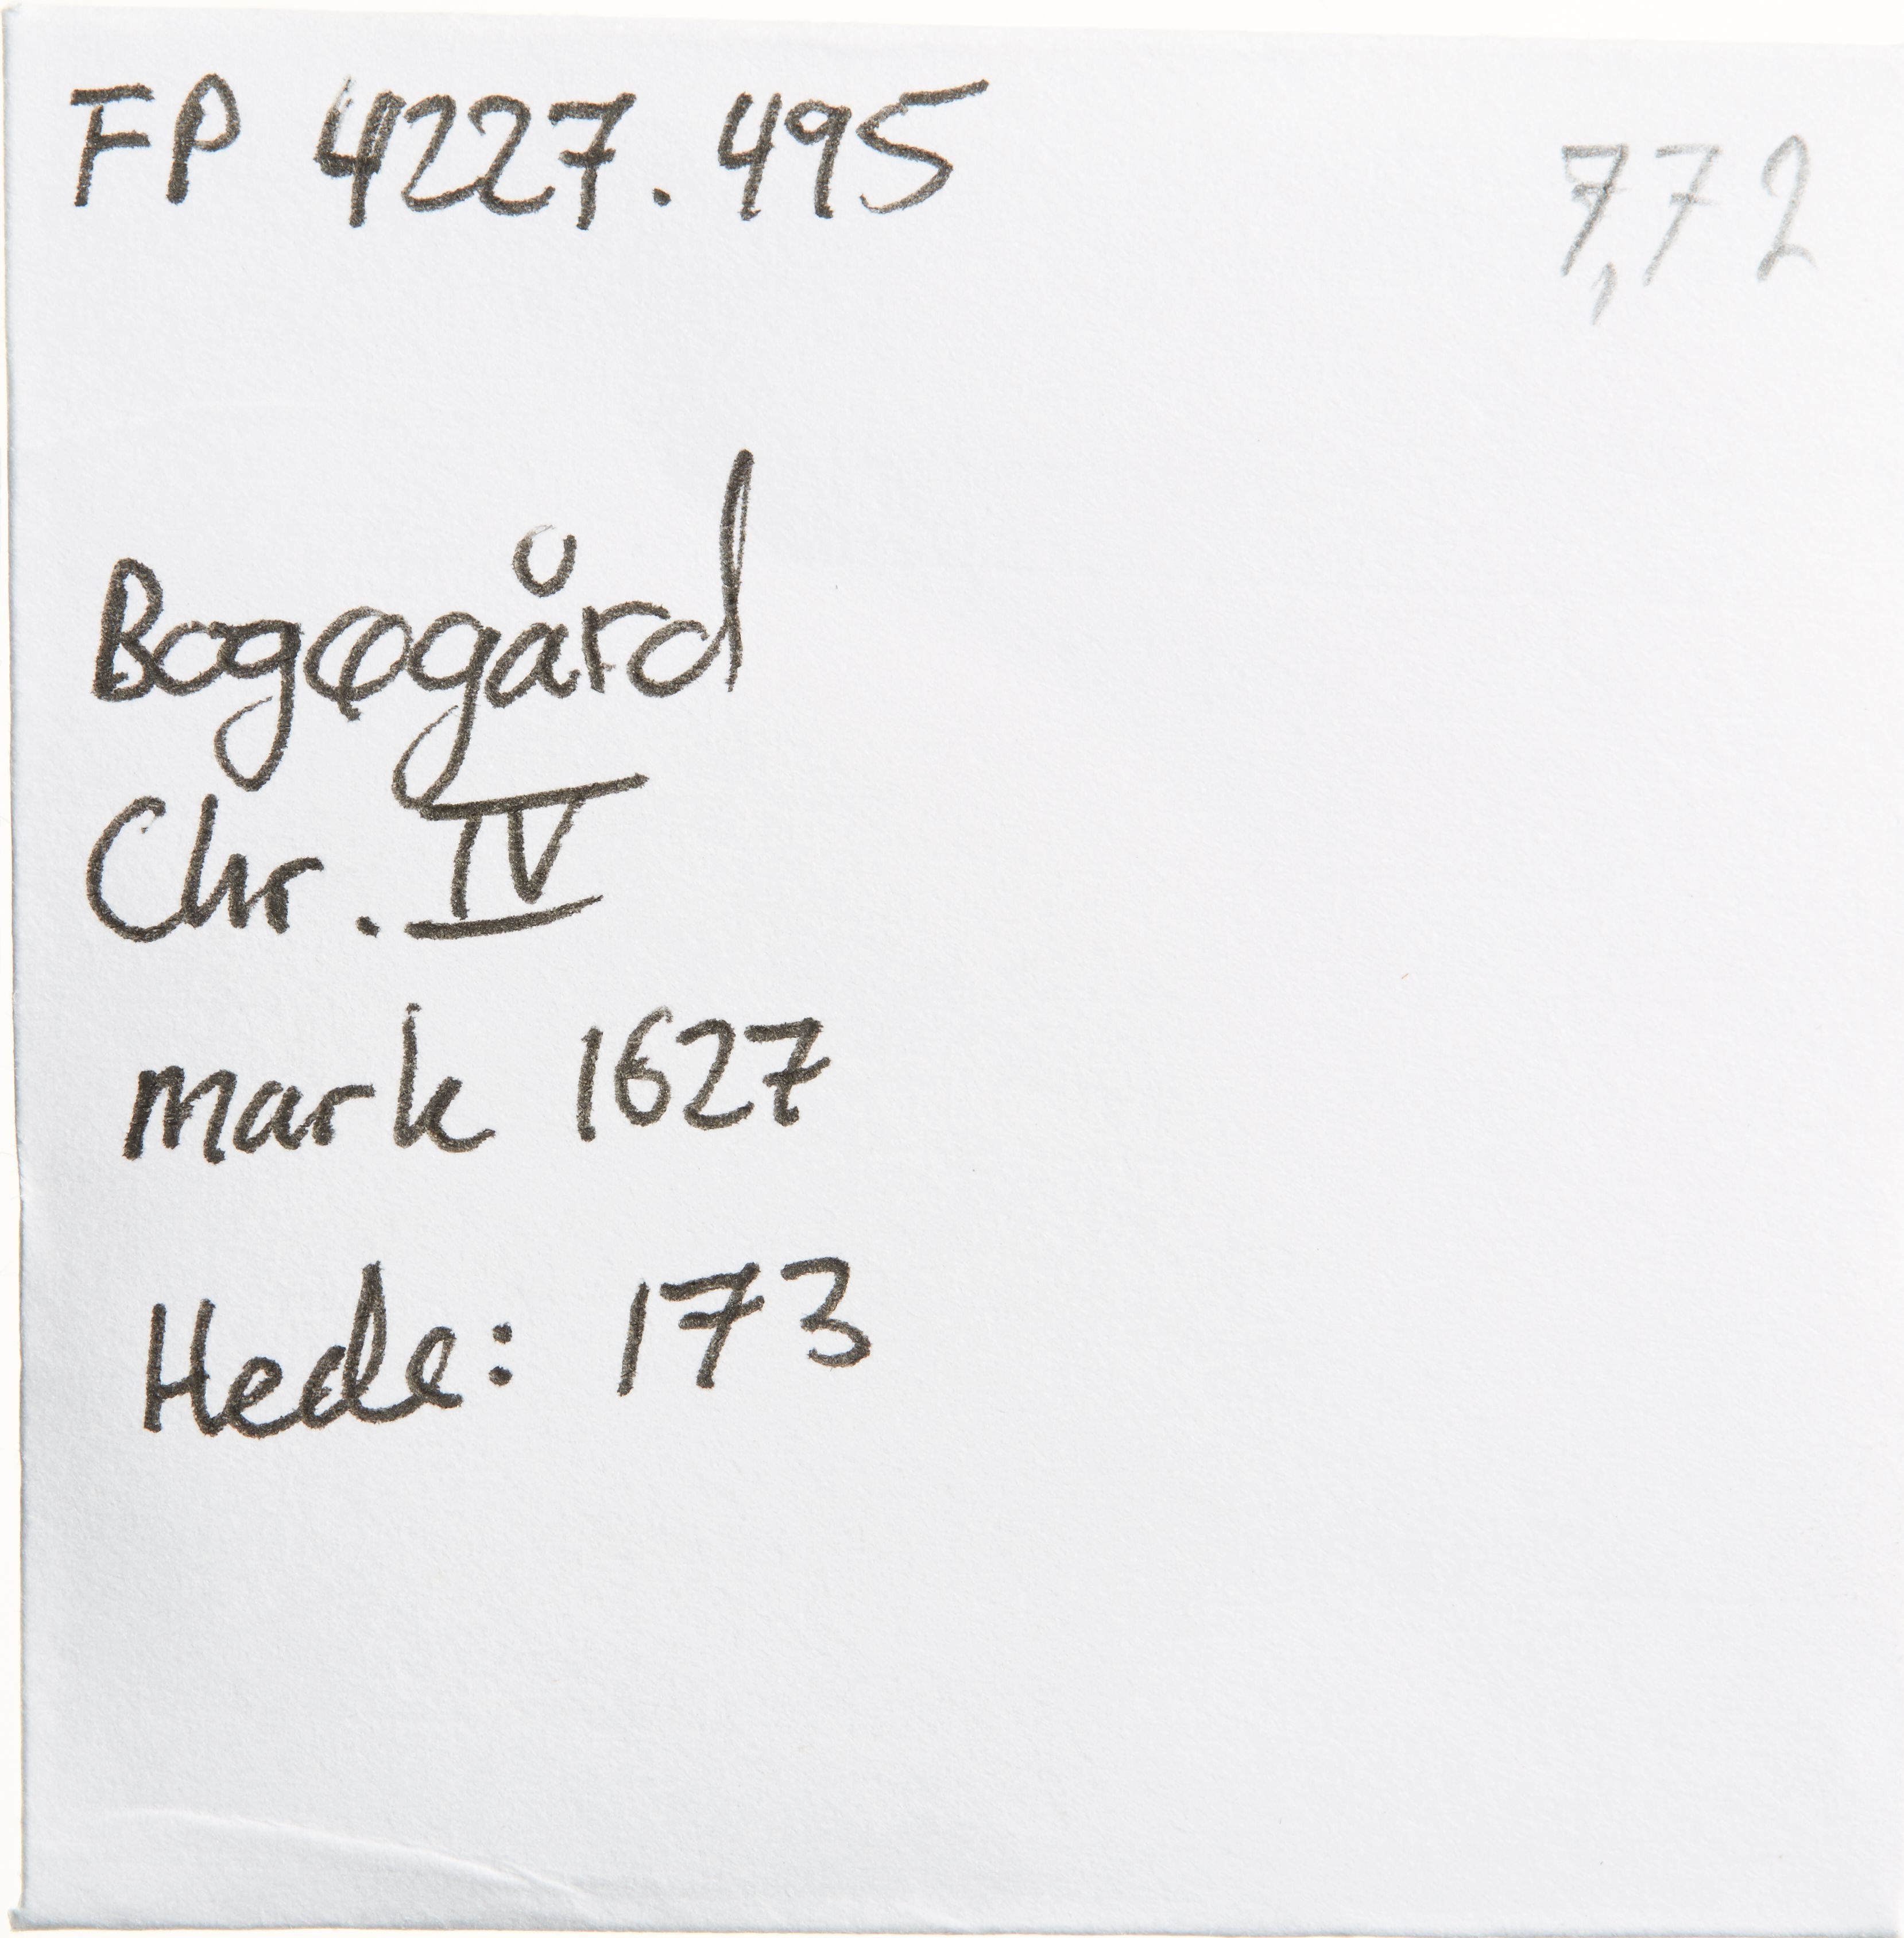 FP 4227.495
7,72
Bogøgård
Chr. IV
mark 1627
Hede: 173